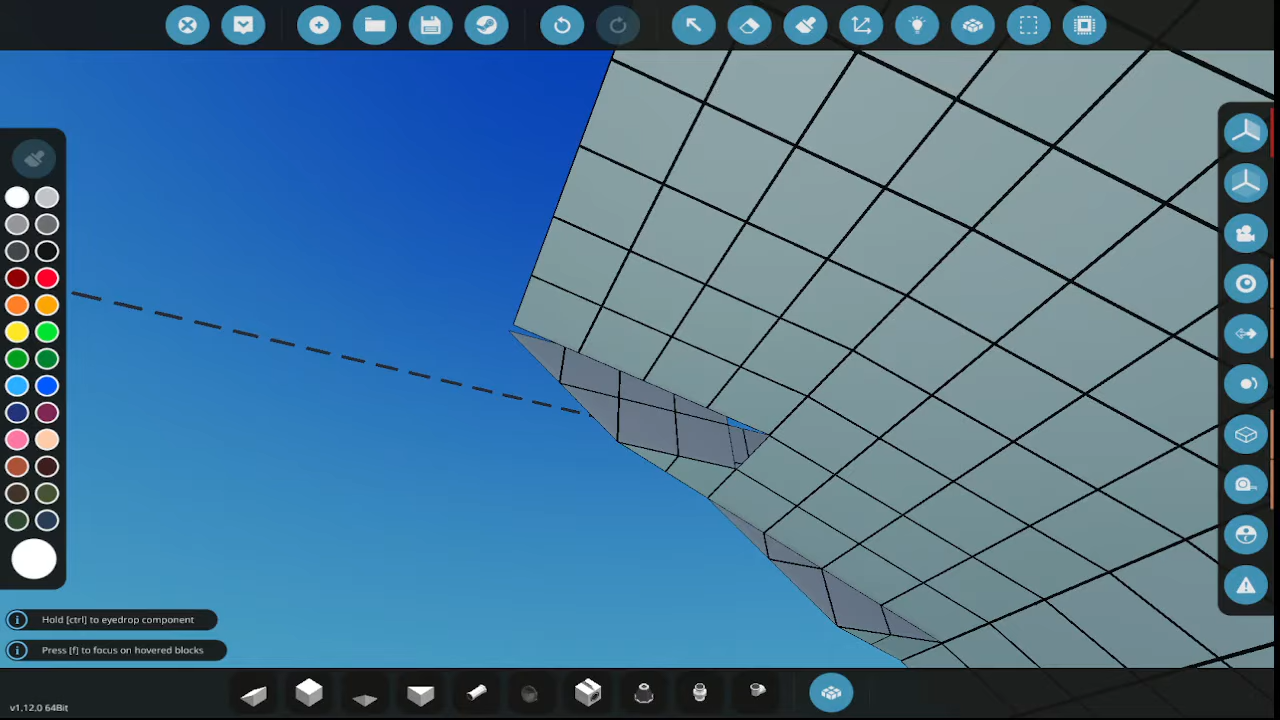 Hold [ctrl] to eyedrop component
Press [f] to focus on hovered blocks
v1.12.0 64Bit